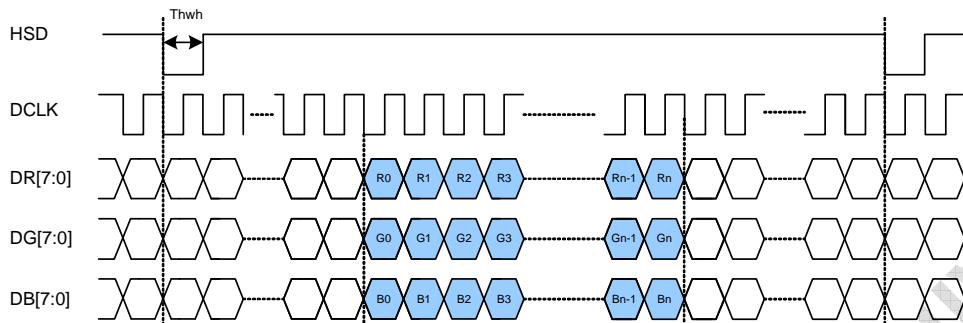 Thwh
HSD
DCLK
DR[7:0]
R0 R1 R2 R3 Rn-1 Rn
DG[7:0]
G0 G1 G2 G3 Gn-1 Gn
DB[7:0]
B0 B1 B2 B3 Bn-1 Bn